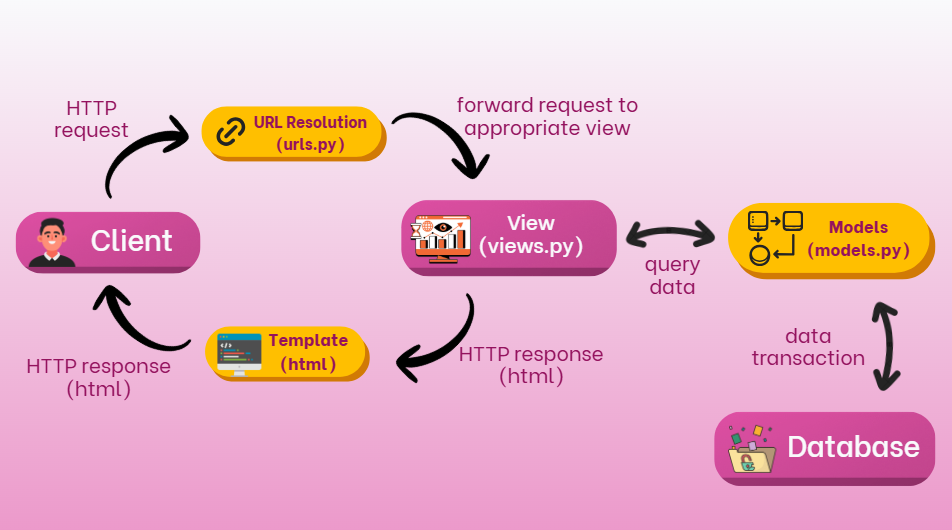 HTTP
request
URL Resolution
(urls.py)
forward request to
appropriate view
Client
View
(views.py)
query
data
Models
(models.py)
HTTP response
(html)
Template
(html)
HTTP response
(html)
data
transaction
Database